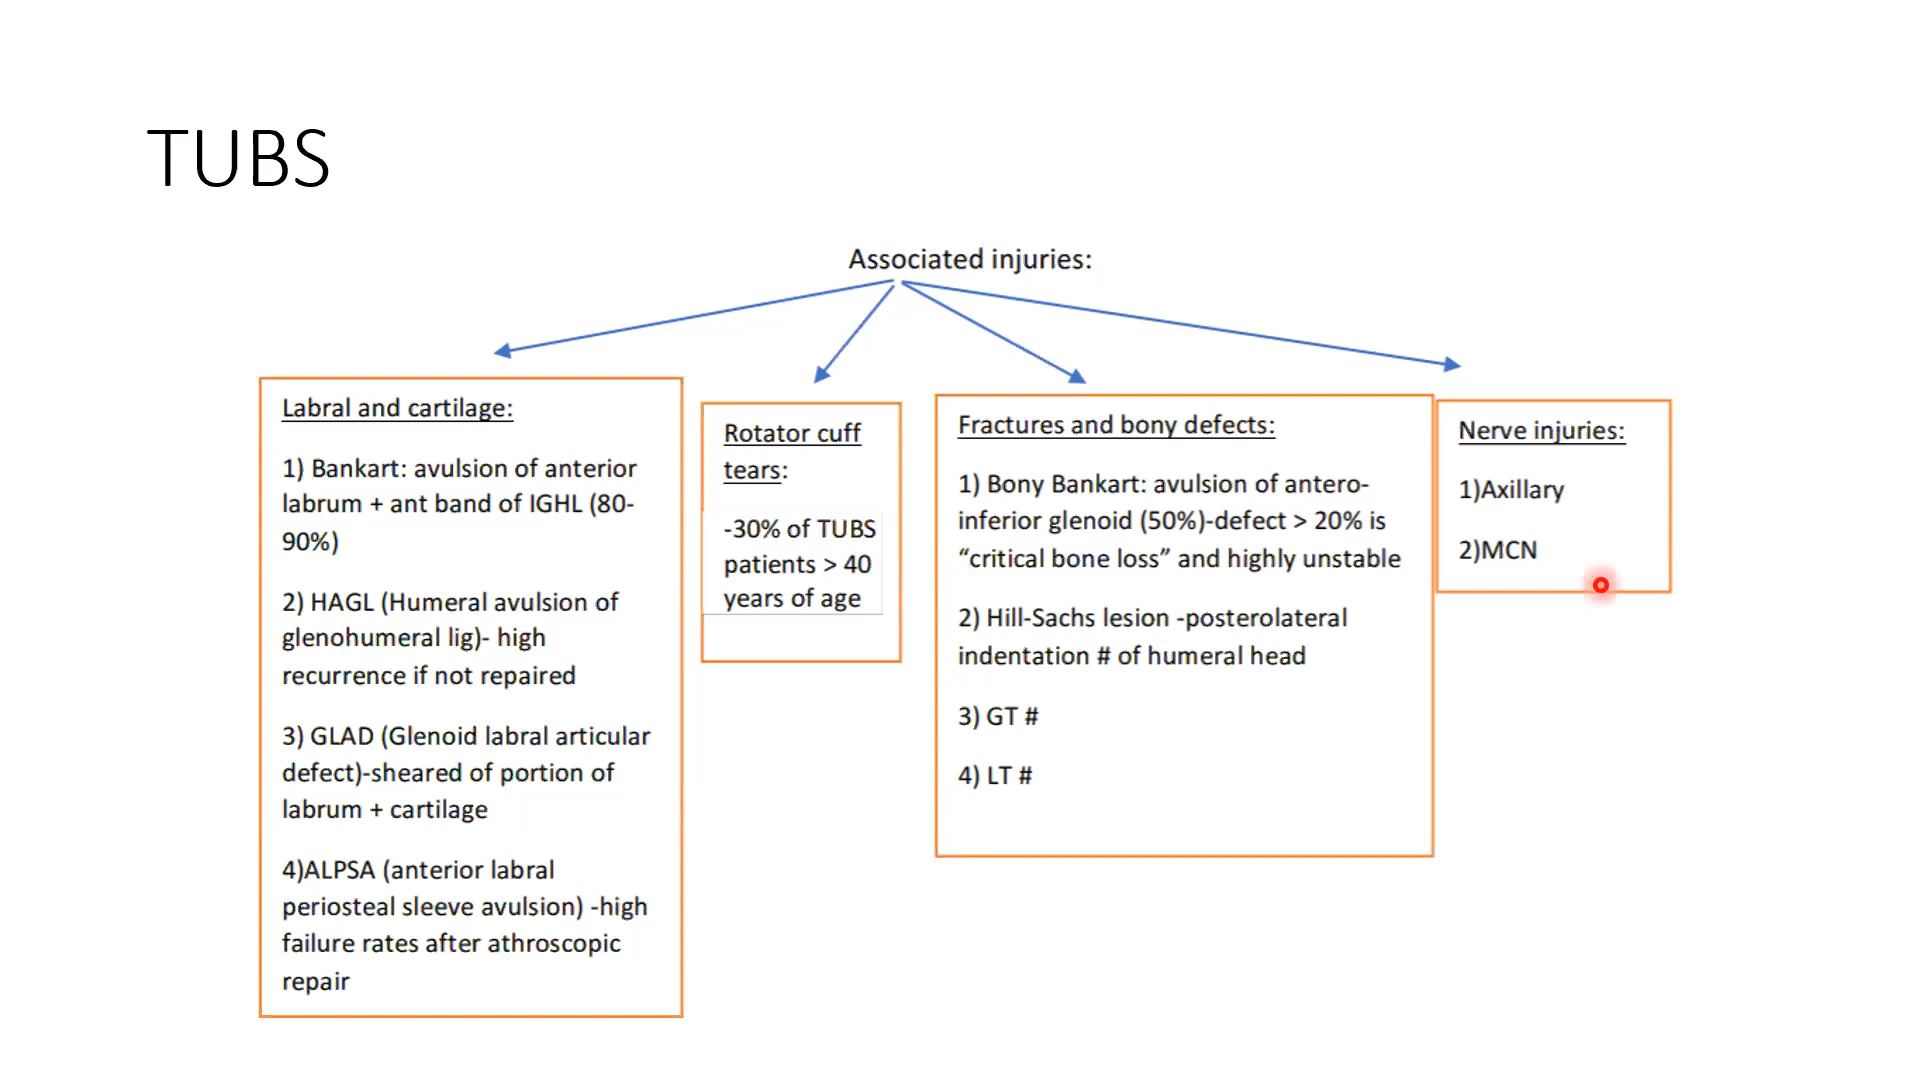 TUBS
Associated injuries:
Labral and cartilage:
1) Bankart: avulsion of anterior
labrum + ant band of IGHL (80-
90%)
2) HAGL (Humeral avulsion of
glenohumeral lig)- high
recurrence if not repaired
3) GLAD (Glenoid labral articular
defect)-sheared of portion of
labrum + cartilage
4)ALPSA (anterior labral
periosteal sleeve avulsion) -high
failure rates after athroscopic
repair
Rotator cuff
tears:
-30% of TUBS
patients > 40
years of age
Fractures and bony defects:
1) Bony Bankart: avulsion of antero-
inferior glenoid (50%)-defect > 20% is
“critical bone loss” and highly unstable
2) Hill-Sachs lesion -posterolateral
indentation # of humeral head
3) GT #
4) LT #
Nerve injuries:
1)Axillary
2)MCN